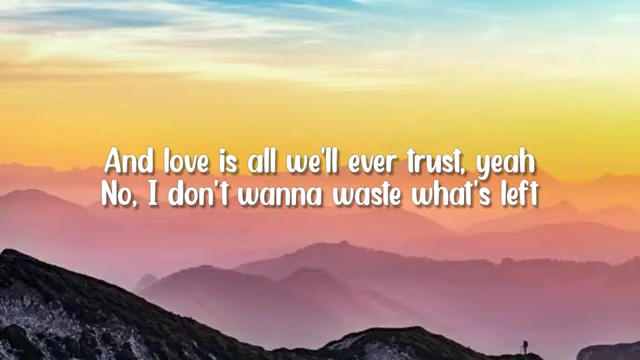 And love is all we'll ever trust, yeah
No, I don't wanna waste what's left